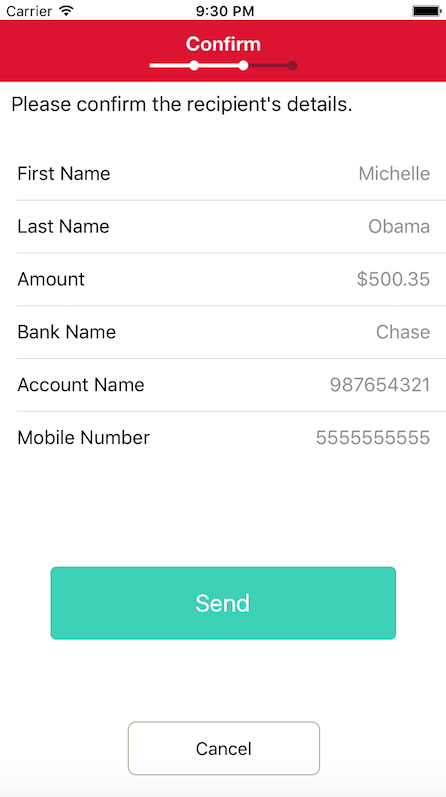 Carrier 9:30 PM
Confirm
Please confirm the recipient's details.
First Name Michelle
Last Name Obama
Amount $500.35
Bank Name Chase
Account Name 987654321
Mobile Number 5555555555
Send
Cancel